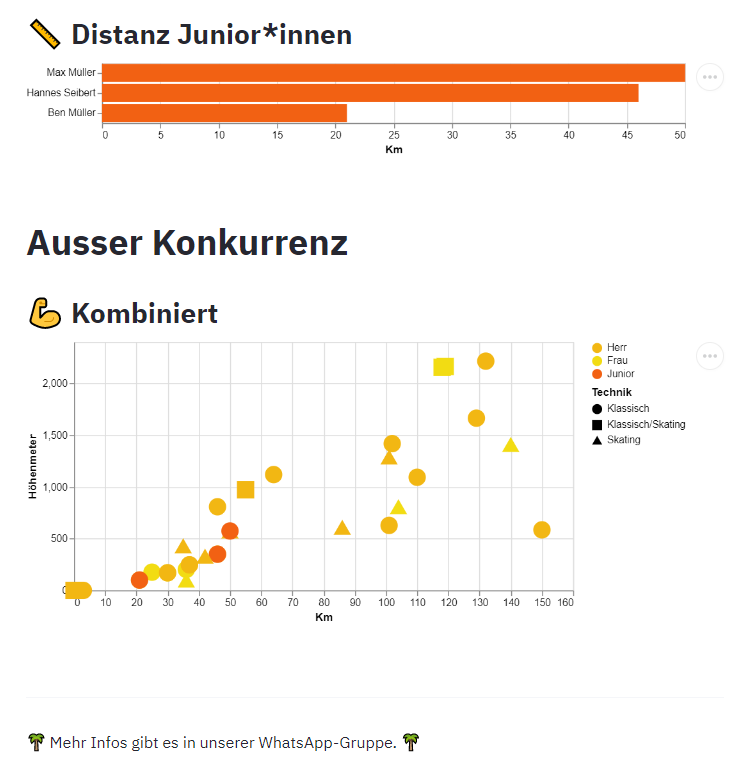 Distanz Junior*innen
Max Müller
Hannes Seibert
Ben Müller
0 5 10 15 20 25 30 35 40 45 50
Km
Ausser Konkurrenz
Kombiniert
Herr
Frau
Junior
Technik
Klassisch
Klassisch/Skating
Skating
Höhenmeter
2,000
1,500
1,000
500
0
0 10 20 30 40 50 60 70 80 90 100 110 120 130 140 150 160
Km
Mehr Infos gibt es in unserer WhatsApp-Gruppe.